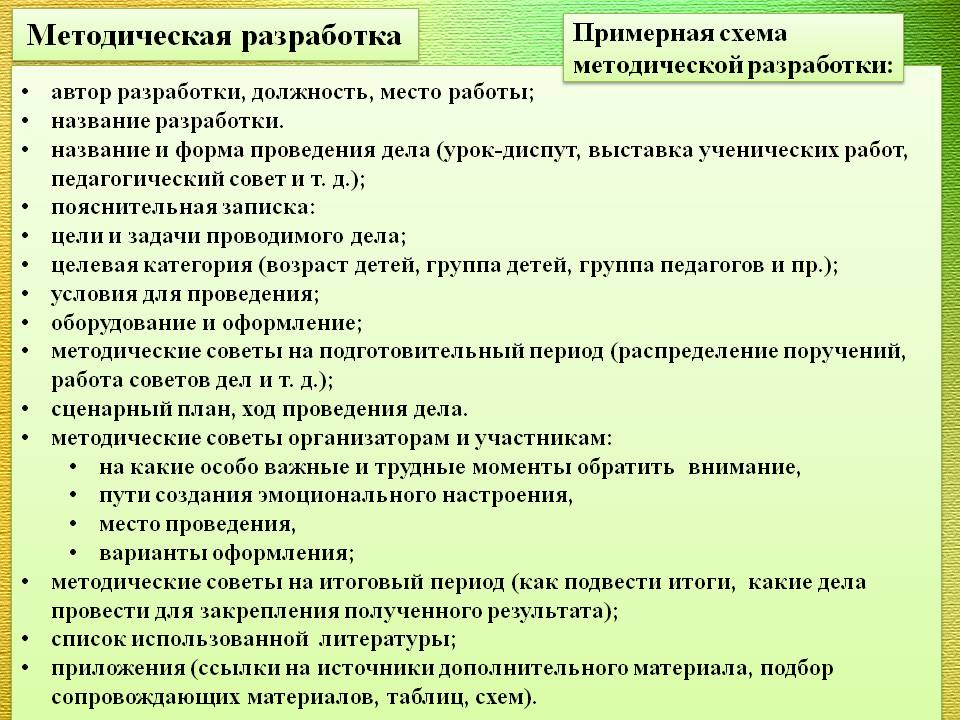 Методическая разработка
Примерная схема
методической разработки:
• автор разработки, должность, место работы;
• название разработки.
• название и форма проведения дела (урок-диспут, выставка ученических работ,
педагогический совет и т. д.);
• пояснительная записка:
• цели и задачи проводимого дела;
• целевая категория (возраст детей, группа детей, группа педагогов и пр.);
• условия для проведения;
• оборудование и оформление;
• методические советы на подготовительный период (распределение поручений,
работа советов дел и т. д.);
• сценарный план, ход проведения дела.
• методические советы организаторам и участникам:
• на какие особо важные и трудные моменты обратить внимание,
• пути создания эмоционального настроения,
• место проведения,
• варианты оформления;
• методические советы на итоговый период (как подвести итоги, какие дела
провести для закрепления полученного результата);
• список использованной литературы;
• приложения (ссылки на источники дополнительного материала, подбор
сопровождающих материалов, таблиц, схем).